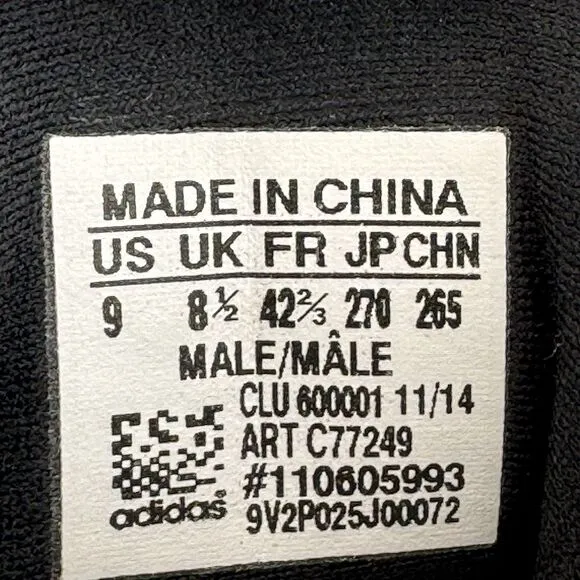 MADE IN CHINA
US UK FR JP CHN
9 8½ 42⅔ 270 265
MALE/MÂLE
CLU 600001 11/14
ART C77249
#110605993
adidas® 9V2P025J00072